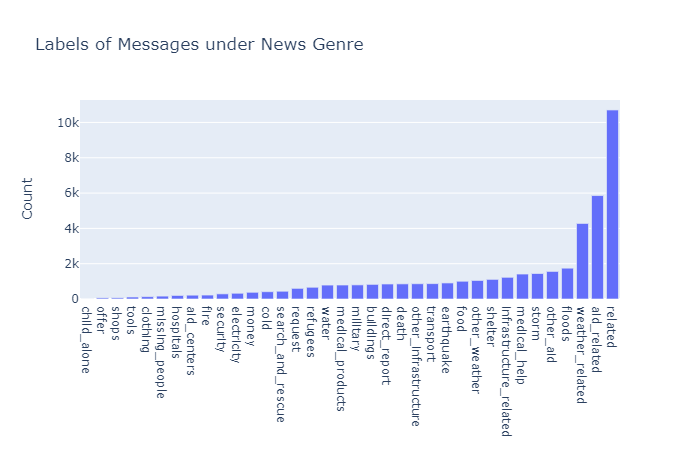 Labels of Messages under News Genre
Count
10k
8k
6k
4k
2k
0
child_alone
offer
shops
tools
clothing
missing_people
hospitals
aid_centers
fire
security
electricity
money
cold
search_and_rescue
request
refugees
water
medical_products
military
buildings
direct_report
death
other_infrastructure
transport
earthquake
food
other_weather
shelter
infrastructure_related
medical_help
storm
other_aid
floods
weather_related
aid_related
related